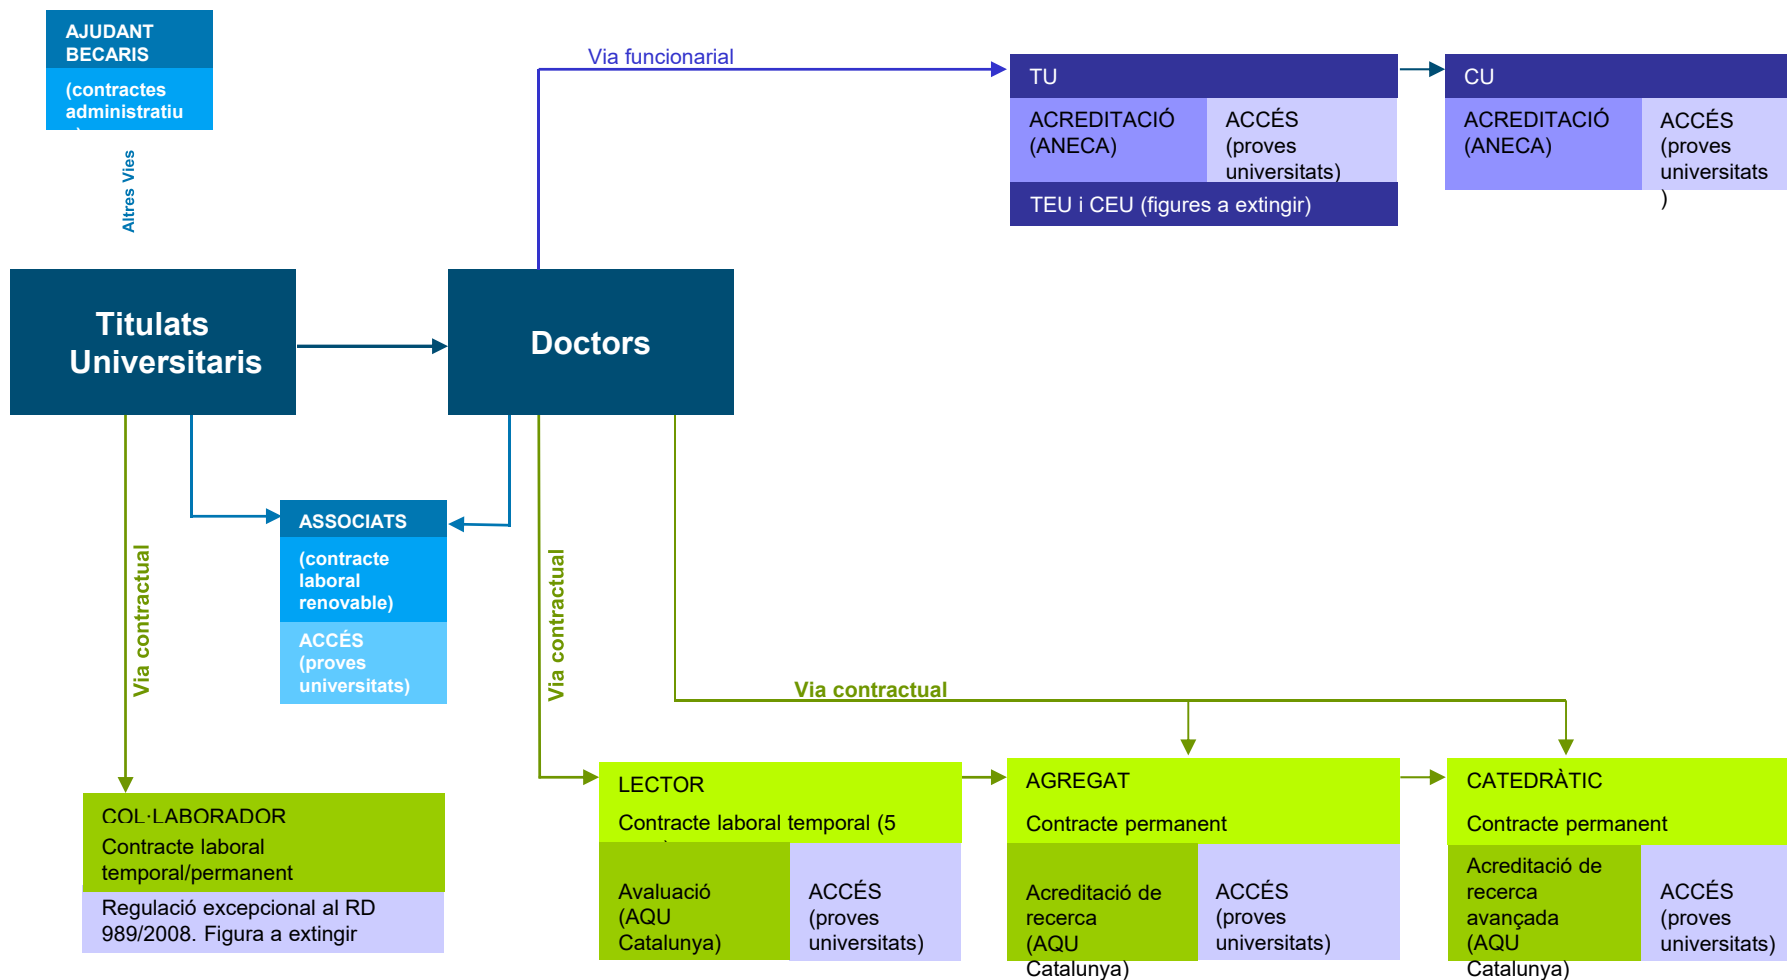 AJUDANT
BECARIS
(contractes
administratiu
Altres Vies
Via funcionarial
TU
ACREDITACIÓ
(ANECA)
ACCÉS
(proves
universitats)
TEU i CEU (figures a extingir)
CU
ACREDITACIÓ
(ANECA)
ACCÉS
(proves
universitats
)
Titulats
Universitaris
Doctors
ASSOCIATS
(contracte
laboral
renovable)
ACCÉS
(proves
universitats)
Via contractual
Via contractual
Via contractual
COL·LABORADOR
Contracte laboral
temporal/permanent
Regulació excepcional al RD
989/2008. Figura a extingir
LECTOR
Contracte laboral temporal (5
Avaluació
(AQU
Catalunya)
ACCÉS
(proves
universitats)
AGREGAT
Contracte permanent
Acreditació de
recerca
(AQU
Catalunya)
ACCÉS
(proves
universitats)
CATEDRÀTIC
Contracte permanent
Acreditació de
recerca
avançada
(AQU
Catalunya)
ACCÉS
(proves
universitats)